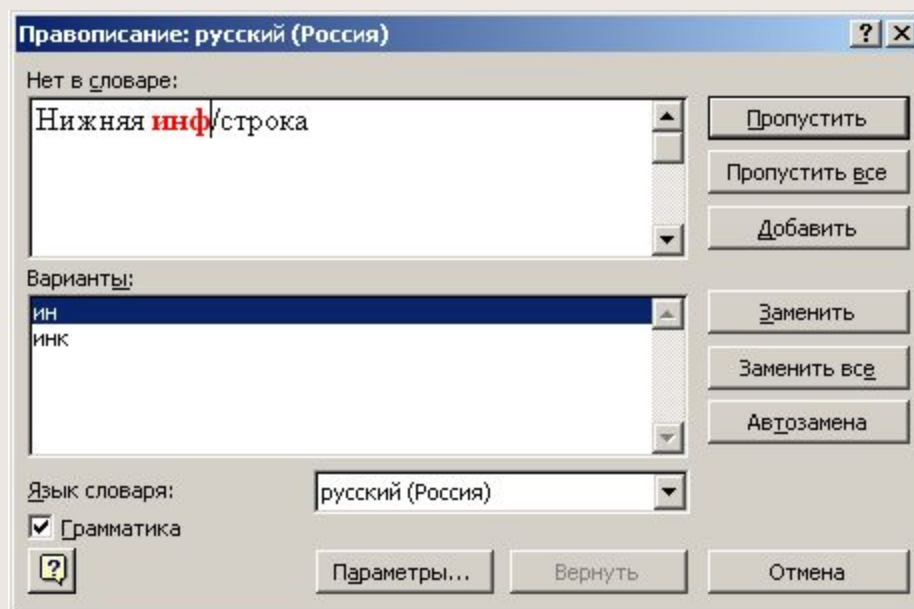 Правописание: русский (Россия)
Нет в словаре:
Нижняя инф/строка
Пропустить
Пропустить все
Добавить
Варианты:
ин
инк
Заменить
Заменить все
Автозамена
Язык словаря:
русский (Россия)
Грамматика
Параметры...
Вернуть
Отмена